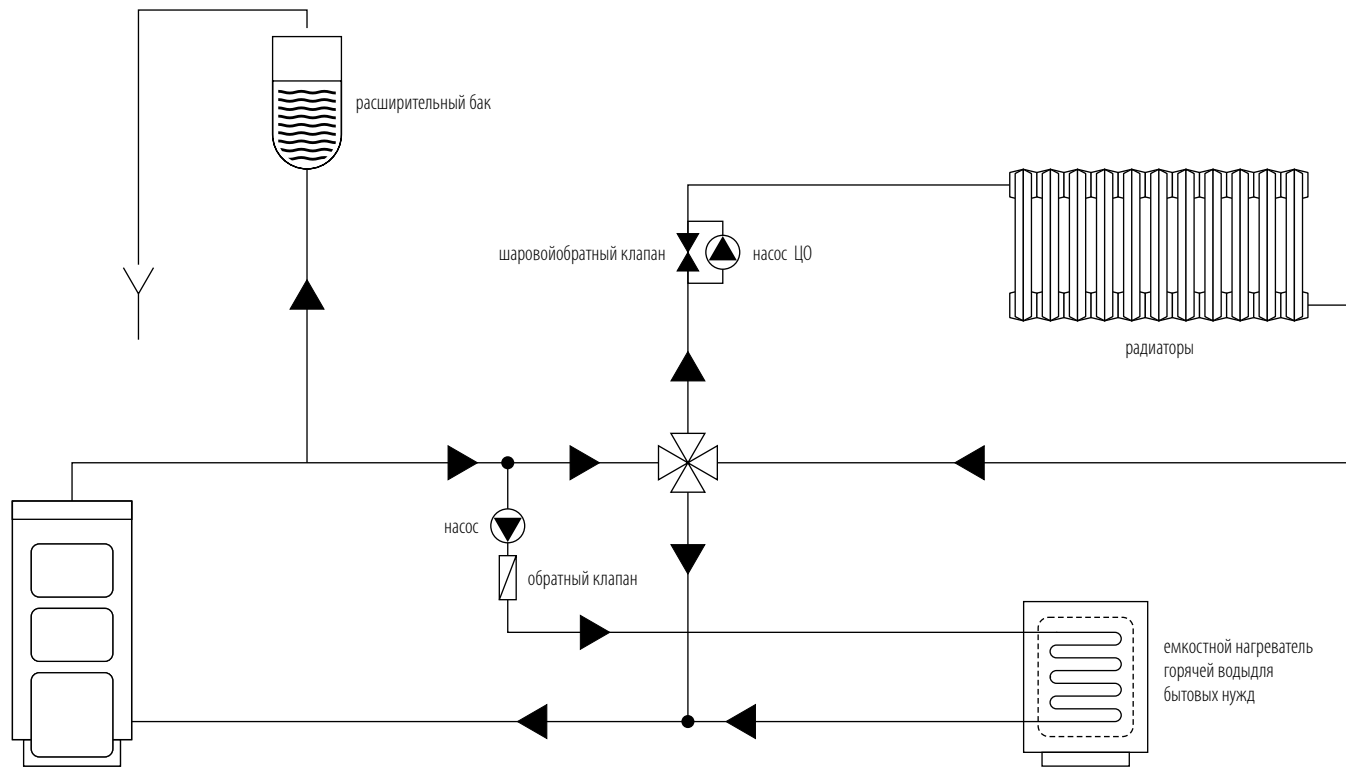 расширительный бак
шаровойобратный клапан
насос ЦО
радиаторы
насос
обратный клапан
емкостной нагреватель
горячей водыдля
бытовых нужд